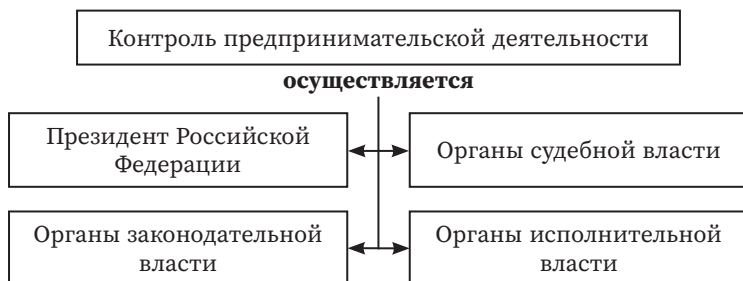 Контроль предпринимательской деятельности
осуществляется
Президент Российской
Федерации
Органы судебной власти
Органы законодательной
власти
Органы исполнительной
власти